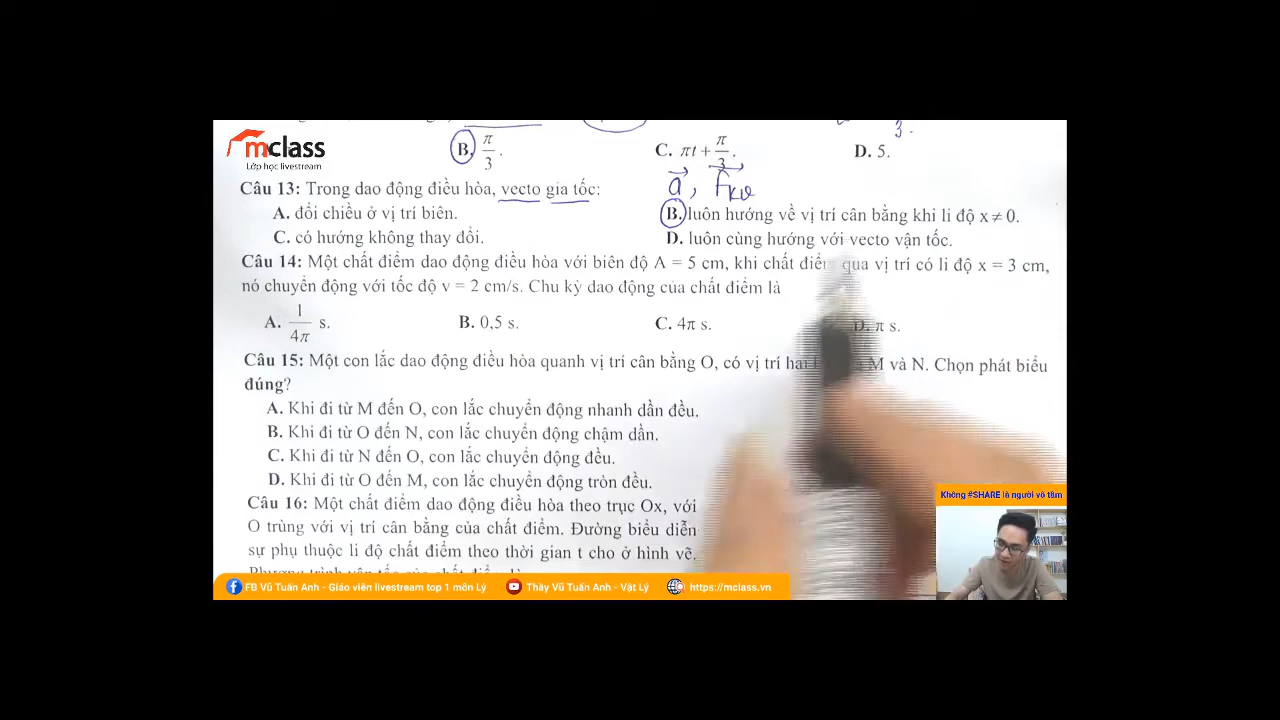 3.
mclass
Lớp học livestream
B. π/3.
C. πt + π/3.
D. 5.
Câu 13: Trong dao động điều hòa, vecto gia tốc:
a, Fkv
A. đổi chiều ở vị trí biên.
B. luôn hướng về vị trí cân bằng khi li độ x ≠ 0.
C. có hướng không thay đổi.
D. luôn cùng hướng với vecto vận tốc.
Câu 14: Một chất điểm dao động điều hòa với biên độ A = 5 cm, khi chất điểm qua vị trí có li độ x = 3 cm,
nó chuyển động với tốc độ v = 2 cm/s. Chu kỳ dao động của chất điểm là
A. 1/4π s.
B. 0,5 s.
C. 4π s.
D. π s.
Câu 15: Một con lắc dao động điều hòa quanh vị trí cân bằng O, có vị trí hai M và N. Chọn phát biểu
đúng?
A. Khi đi từ M đến O, con lắc chuyển động nhanh dần đều.
B. Khi đi từ O đến N, con lắc chuyển động chậm dần.
C. Khi đi từ N đến O, con lắc chuyển động đều.
D. Khi đi từ O đến M, con lắc chuyển động tròn đều.
Câu 16: Một chất điểm dao động điều hòa theo trục Ox, với
O trùng với vị trí cân bằng của chất điểm. Đường biểu diễn
sự phụ thuộc li độ chất điểm theo thời gian t cho ở hình vẽ.
Không #SHARE là người vô tâm
FB Vũ Tuấn Anh - Giáo viên livestream top 1 môn Lý
Thầy Vũ Tuấn Anh - Vật Lý
https://mclass.vn